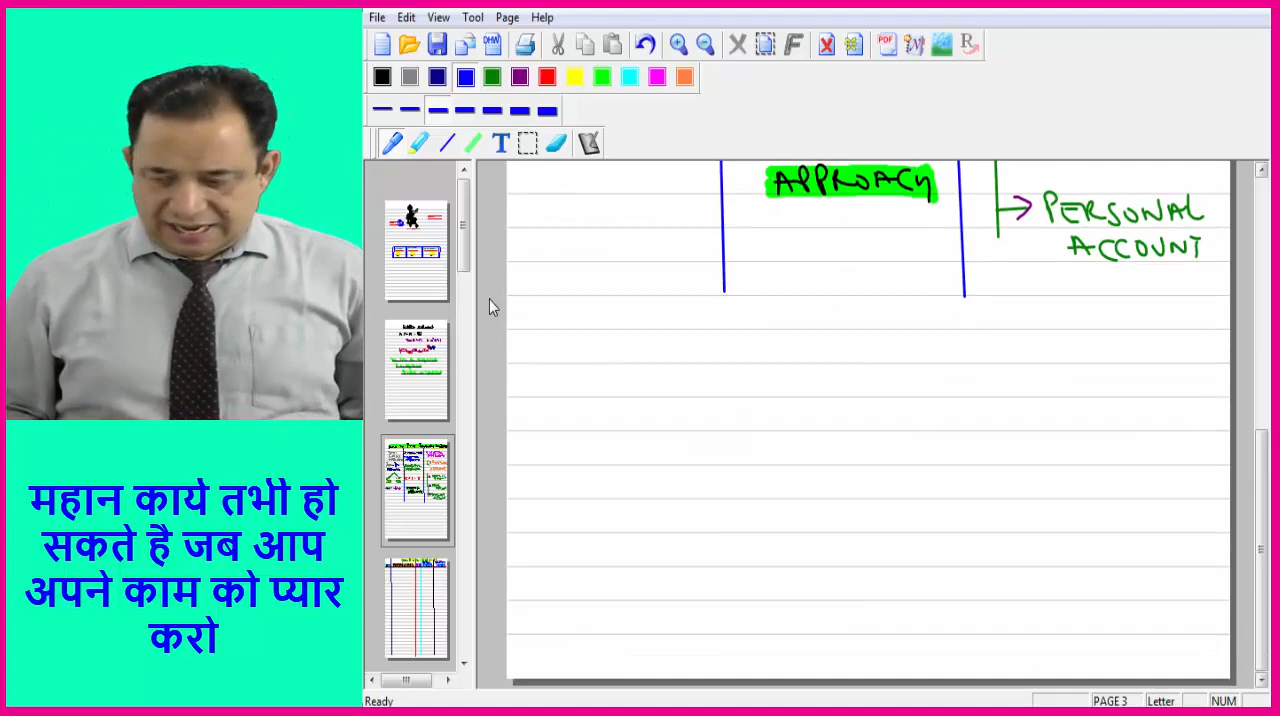 File Edit View Tool Page Help
APPROACH
PERSONAL
ACCOUNT
महान कार्य तभी हो
सकते है जब आप
अपने काम को प्यार
करो
Ready
PAGE 3 Letter NUM